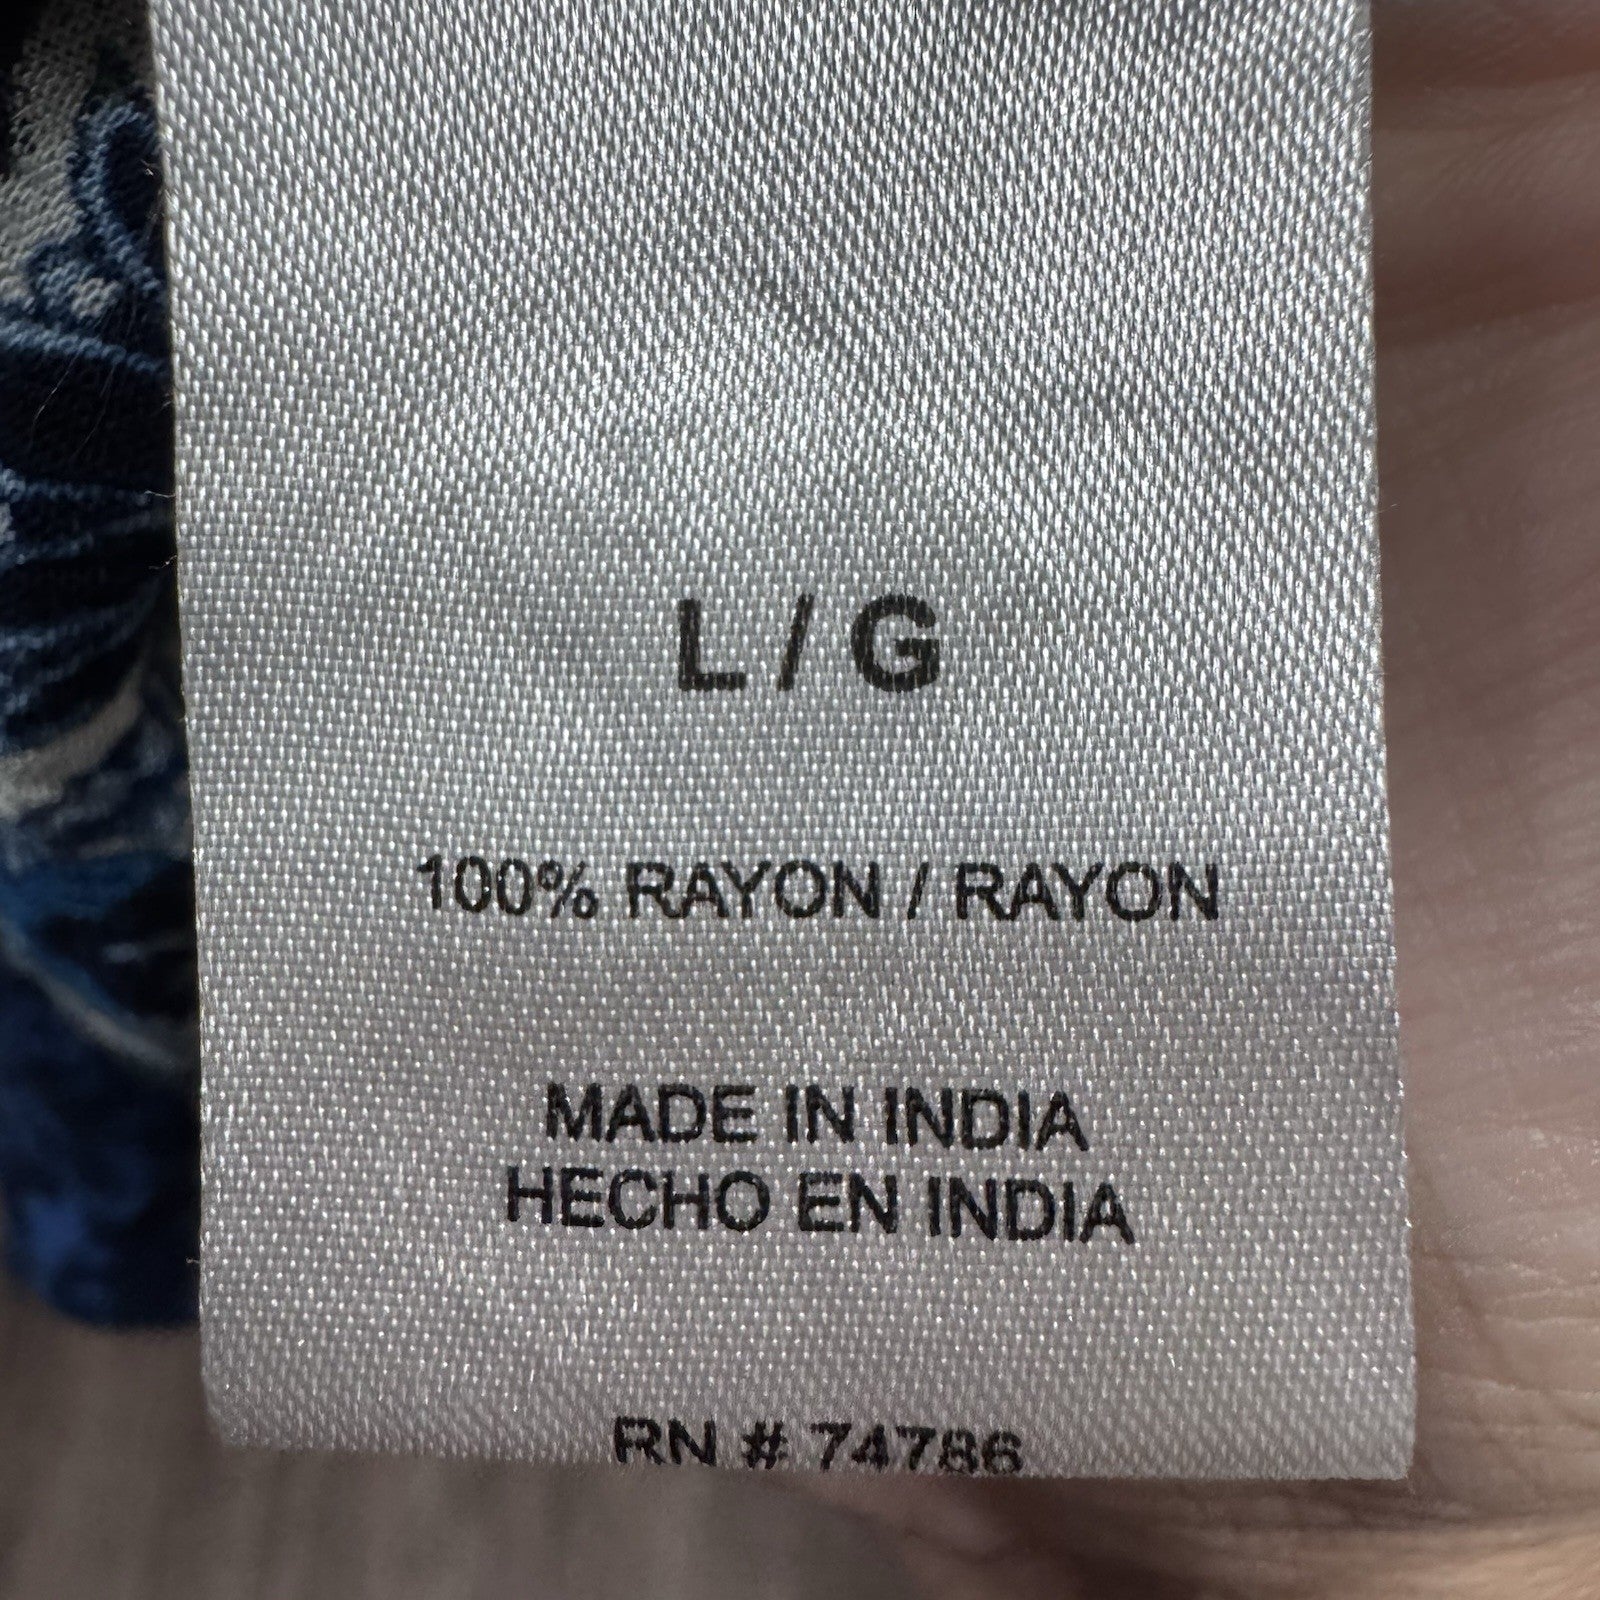 L / G
100% RAYON / RAYON
MADE IN INDIA
HECHO EN INDIA
RN # 74786